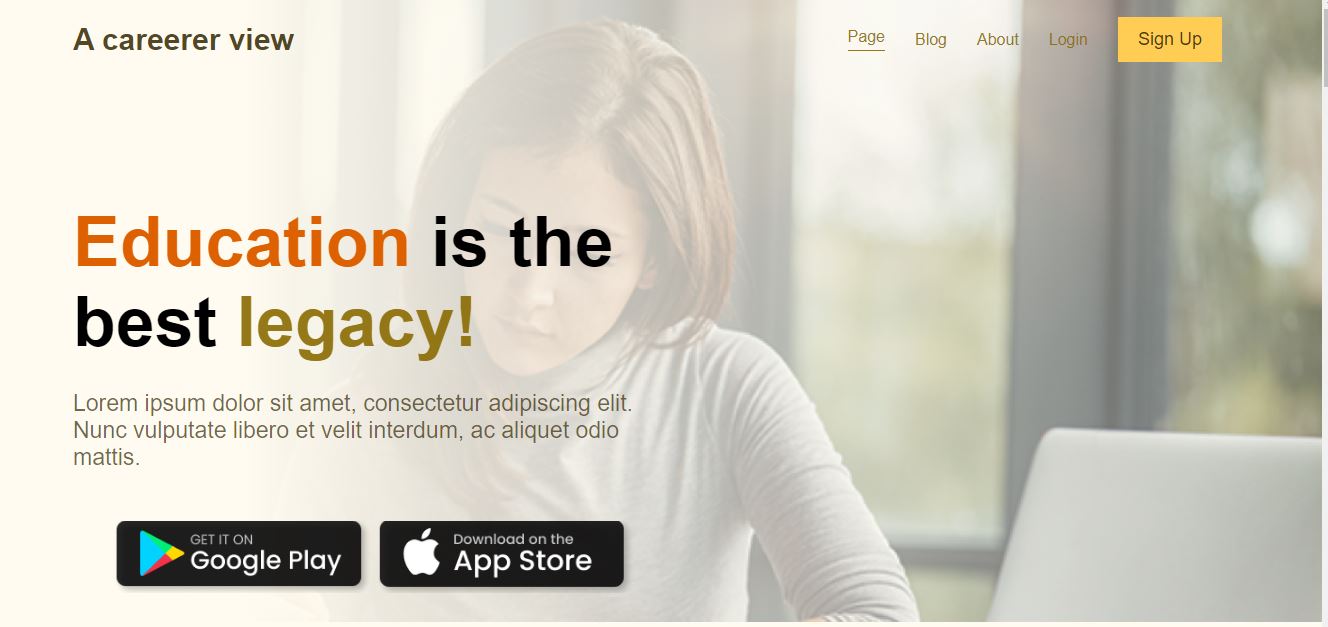 A careerer view
Page
Blog
About
Login
Sign Up
Education is the
best legacy!
Lorem ipsum dolor sit amet, consectetur adipiscing elit.
Nunc vulputate libero et velit interdum, ac aliquet odio
mattis.
GET IT ON
Google Play
Download on the
App Store